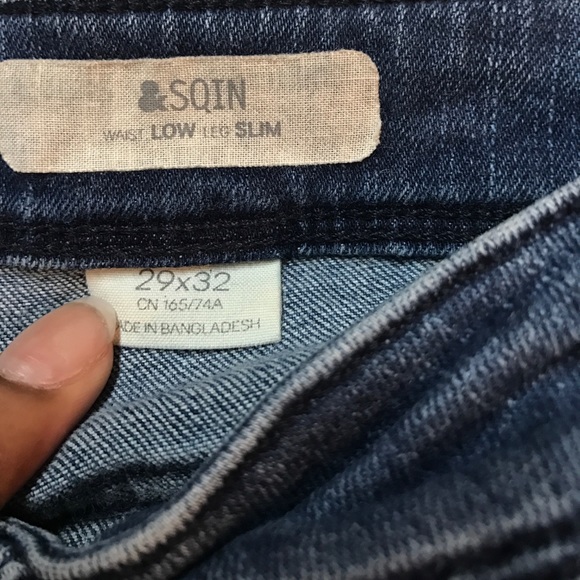 &SQIN
WAIST LOW LEG SLIM
29x32
CN 165/74A
ADE IN BANGLADESH